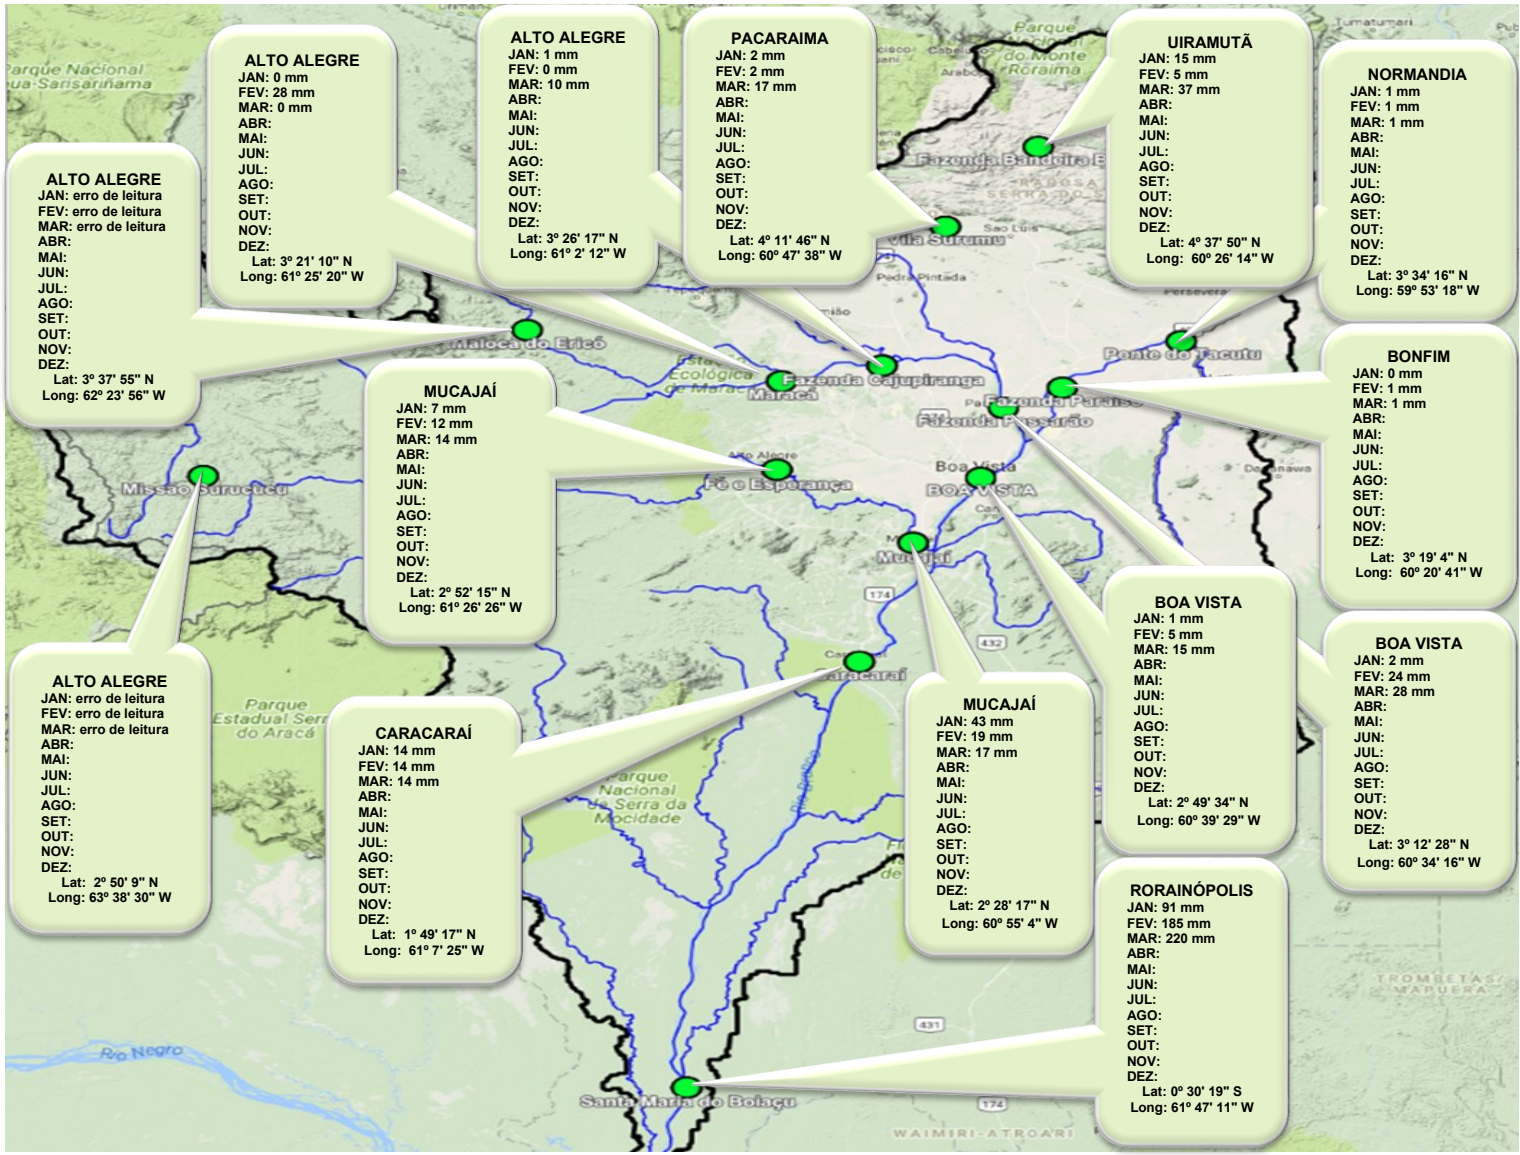 ALTO ALEGRE
JAN: 0 mm
FEV: 28 mm
MAR: 0 mm
ABR:
MAI:
JUN:
JUL:
AGO:
SET:
OUT:
NOV:
DEZ:
Lat: 3º 21' 10" N
Long: 61º 25' 20" W
ALTO ALEGRE
JAN: 1 mm
FEV: 0 mm
MAR: 10 mm
ABR:
MAI:
JUN:
JUL:
AGO:
SET:
OUT:
NOV:
DEZ:
Lat: 3º 26' 17" N
Long: 61º 2' 12" W
PACARAIMA
JAN: 2 mm
FEV: 2 mm
MAR: 17 mm
ABR:
MAI:
JUN:
JUL:
AGO:
SET:
OUT:
NOV:
DEZ:
Lat: 4º 11' 46" N
Long: 60º 47' 38" W
UIRAMUTÃ
JAN: 15 mm
FEV: 5 mm
MAR: 37 mm
ABR:
MAI:
JUN:
JUL:
AGO:
SET:
OUT:
NOV:
DEZ:
Lat: 4º 37' 50" N
Long: 60º 26' 14" W
NORMANDIA
JAN: 1 mm
FEV: 1 mm
MAR: 1 mm
ABR:
MAI:
JUN:
JUL:
AGO:
SET:
OUT:
NOV:
DEZ:
Lat: 3º 34' 16" N
Long: 59º 53' 18" W
ALTO ALEGRE
JAN: erro de leitura
FEV: erro de leitura
MAR: erro de leitura
ABR:
MAI:
JUN:
JUL:
AGO:
SET:
OUT:
NOV:
DEZ:
Lat: 3º 37' 55" N
Long: 62º 23' 56" W
MUCAJAÍ
JAN: 7 mm
FEV: 12 mm
MAR: 14 mm
ABR:
MAI:
JUN:
JUL:
AGO:
SET:
OUT:
NOV:
DEZ:
Lat: 2º 52' 15" N
Long: 61º 26' 26" W
BONFIM
JAN: 0 mm
FEV: 1 mm
MAR: 1 mm
ABR:
MAI:
JUN:
JUL:
AGO:
SET:
OUT:
NOV:
DEZ:
Lat: 3º 19' 4" N
Long: 60º 20' 41" W
ALTO ALEGRE
JAN: erro de leitura
FEV: erro de leitura
MAR: erro de leitura
ABR:
MAI:
JUN:
JUL:
AGO:
SET:
OUT:
NOV:
DEZ:
Lat: 2º 50' 9" N
Long: 63º 38' 30" W
CARACARAÍ
JAN: 14 mm
FEV: 14 mm
MAR: 14 mm
ABR:
MAI:
JUN:
JUL:
AGO:
SET:
OUT:
NOV:
DEZ:
Lat: 1º 49' 17" N
Long: 61º 7' 25" W
MUCAJAÍ
JAN: 43 mm
FEV: 19 mm
MAR: 17 mm
ABR:
MAI:
JUN:
JUL:
AGO:
SET:
OUT:
NOV:
DEZ:
Lat: 2º 28' 17" N
Long: 60º 55' 4" W
BOA VISTA
JAN: 1 mm
FEV: 5 mm
MAR: 15 mm
ABR:
MAI:
JUN:
JUL:
AGO:
SET:
OUT:
NOV:
DEZ:
Lat: 2º 49' 34" N
Long: 60º 39' 29" W
BOA VISTA
JAN: 2 mm
FEV: 24 mm
MAR: 28 mm
ABR:
MAI:
JUN:
JUL:
AGO:
SET:
OUT:
NOV:
DEZ:
Lat: 3º 12' 28" N
Long: 60º 34' 16" W
RORAINÓPOLIS
JAN: 91 mm
FEV: 185 mm
MAR: 220 mm
ABR:
MAI:
JUN:
JUL:
AGO:
SET:
OUT:
NOV:
DEZ:
Lat: 0º 30' 19" S
Long: 61º 47' 11" W
Tumatumari
Parque Nacional
do Monte
Roraima
Fazenda Bandeira B
Vila Surumu
Sao Luis
Pedra Pintada
Maloca do Ericó
Ponte do Tacutu
Ecológica
Maracá
Fazenda Cajupiranga
Fazenda Paraíso
Fazenda Passarão
Alto Alegre
Fé e Esperança
Boa Vista
BOA VISTA
Missão Surucucu
Mucajaí
174
432
Caracaraí
Parque
Estadual Serra
do Aracá
Parque
Nacional
da Serra da
Mocidade
Rio Branco
TROMBETAS/
MAPUERA
431
Rio Negro
Santa Maria do Boiaçu
174
WAIMIRI-ATROARI